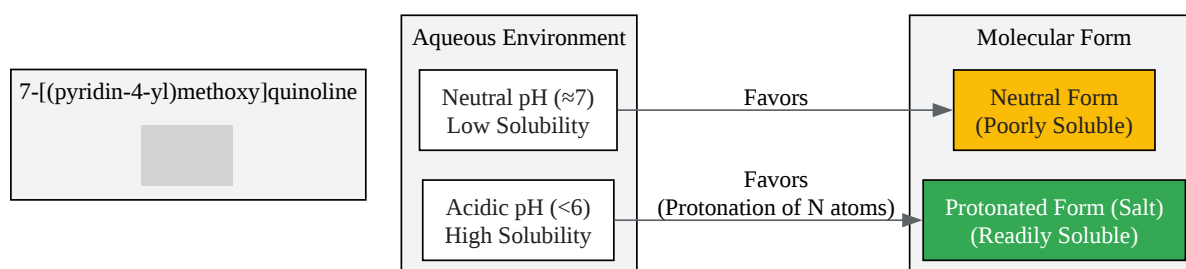 7-[(pyridin-4-yl)methoxy]quinoline
Aqueous Environment
Neutral pH (≈7)
Low Solubility
Acidic pH (<6)
High Solubility
Favors
Favors
(Protonation of N atoms)
Molecular Form
Neutral Form
(Poorly Soluble)
Protonated Form (Salt)
(Readily Soluble)